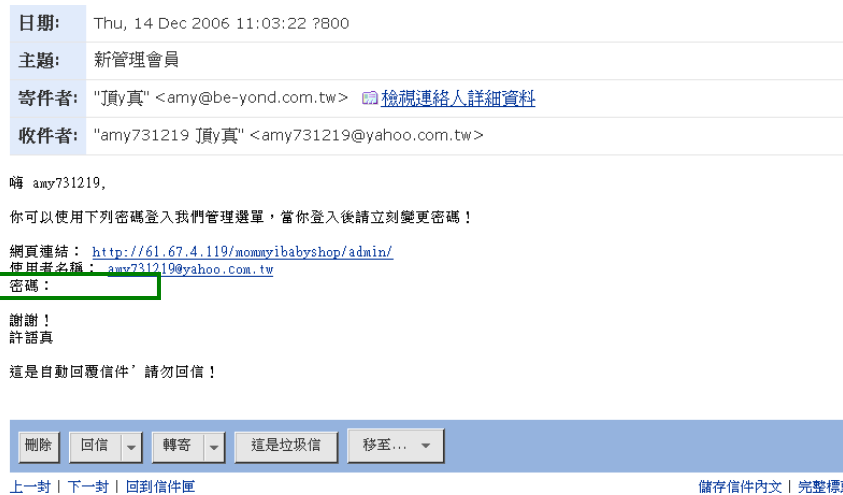 日期: Thu, 14 Dec 2006 11:03:22 ?800
主題: 新管理會員
寄件者: "頂y真" <amy@be-yond.com.tw> 檢視連絡人詳細資料
收件者: "amy731219 頂y真" <amy731219@yahoo.com.tw>
嗨 amy731219,
你可以使用下列密碼登入我們管理選單，當你登入後請立刻變更密碼！
網頁連結： http://61.67.4.119/mommyibabyshop/admin/
使用者名稱： amy731219@yahoo.com.tw
密碼：
謝謝！
許語真
這是自動回覆信件’請勿回信！
刪除 回信 轉寄 這是垃圾信 移至...
上一封 | 下一封 | 回到信件匣 儲存信件內文 | 完整標